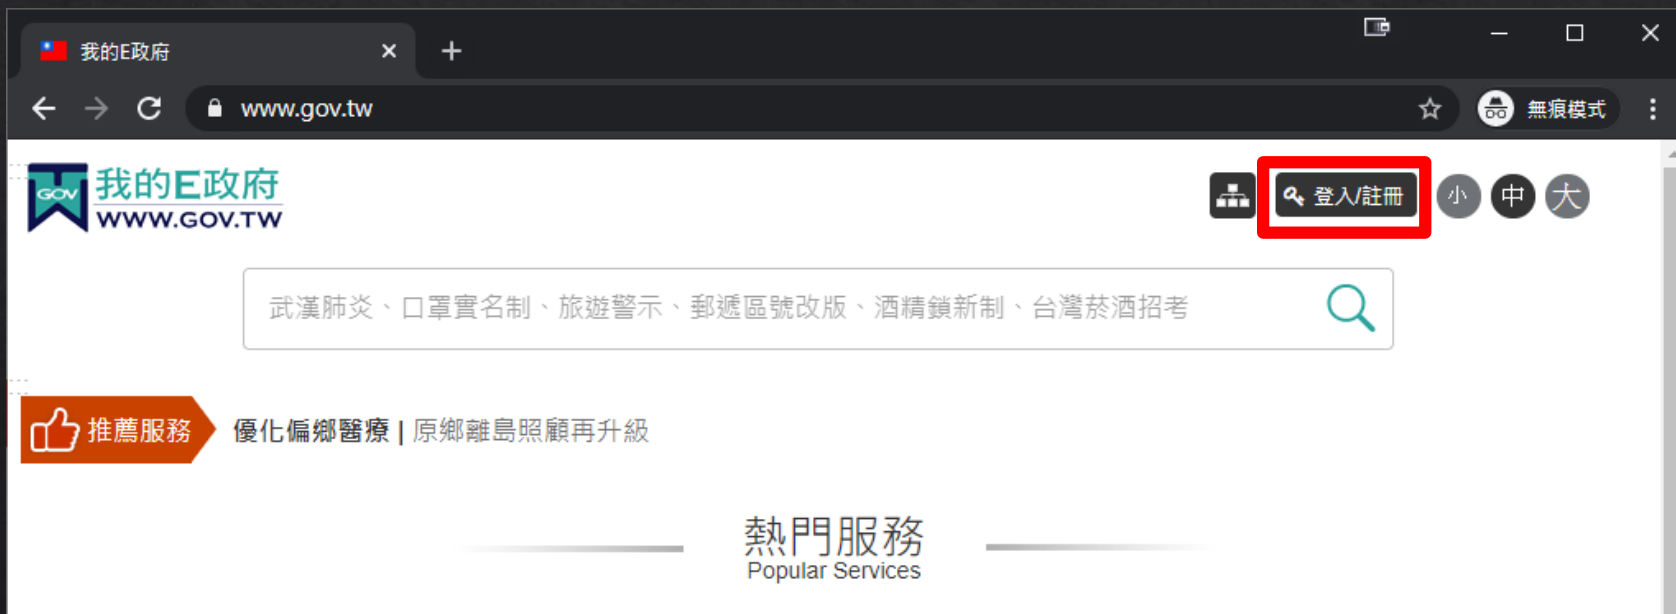 我的E政府
www.gov.tw
無痕模式
GOV 我的E政府
WWW.GOV.TW
登入/註冊
小 中 大
武漢肺炎、口罩實名制、旅遊警示、郵遞區號改版、酒精鎖新制、台灣菸酒招考
推薦服務 優化偏鄉醫療 | 原鄉離島照顧再升級
熱門服務
Popular Services